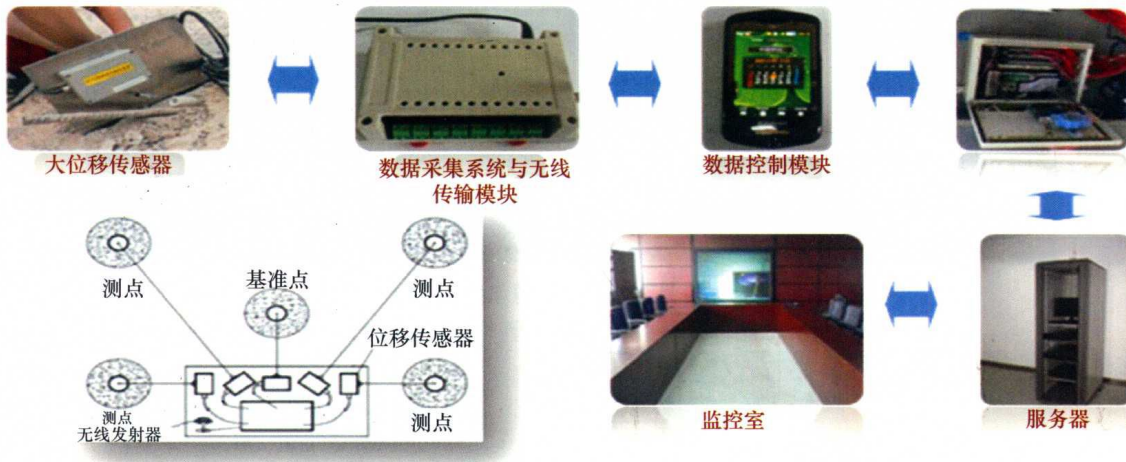 大位移传感器
数据采集系统与无线
传输模块
数据控制模块
测点
基准点
测点
位移传感器
测点
无线发射器
测点
监控室
服务器